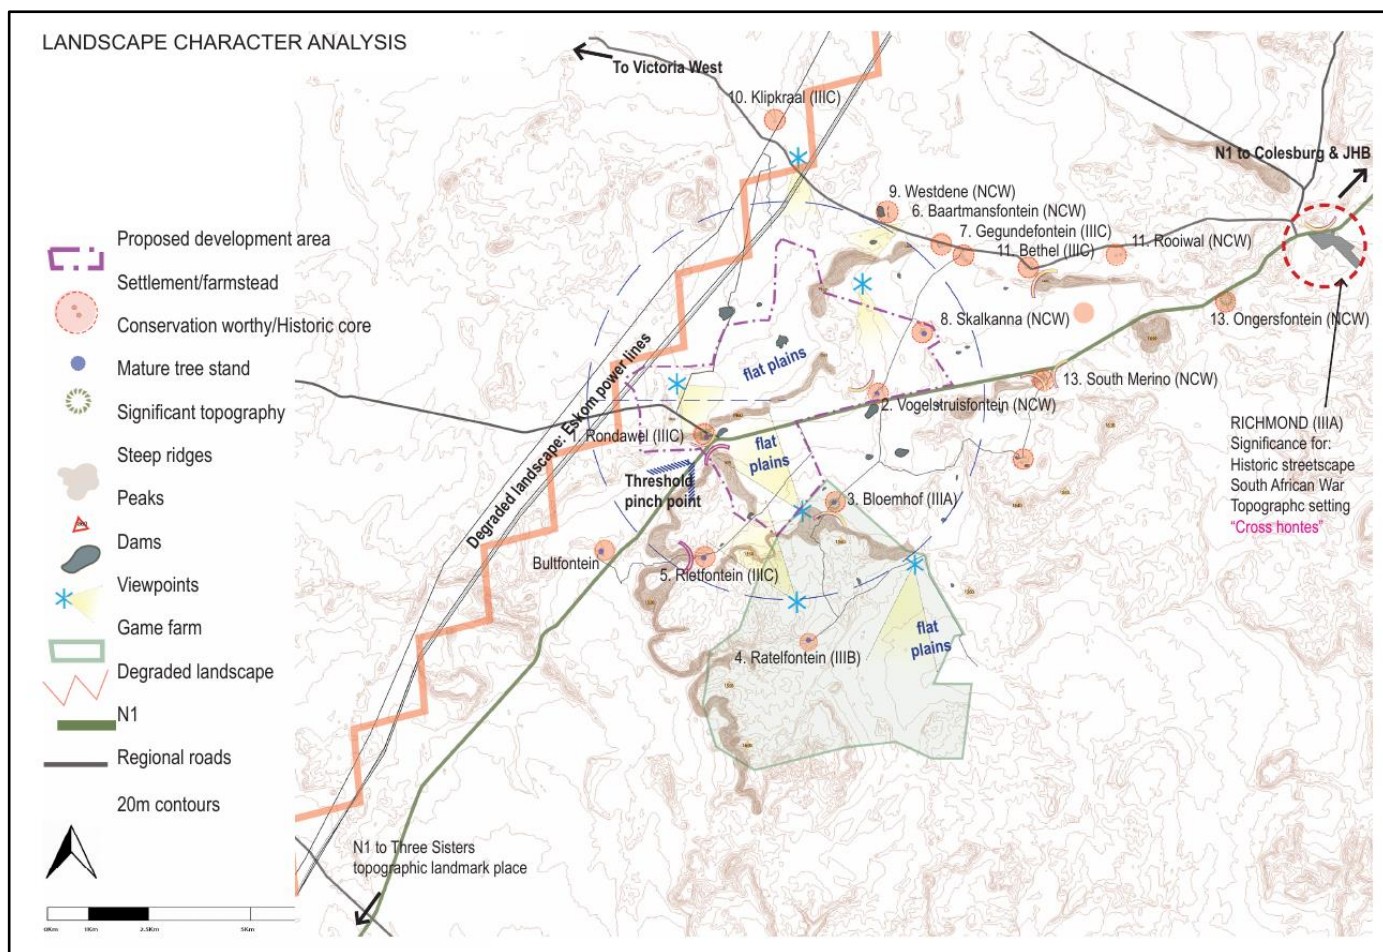 LANDSCAPE CHARACTER ANALYSIS
To Victoria West
10. Klipkraal (IIIC)
N1 to Colesburg & JHB
9. Westdene (NCW)
6. Baartmansfontein (NCW)
7. Gegundefontein (IIIC)
11. Bethel (IIIC)
11. Rooiwal (NCW)
8. Skalkanna (NCW)
13. Ongersfontein (NCW)
flat plains
13. South Merino (NCW)
2. Vogelstruisfontein (NCW)
1. Rondawel (IIIC)
flat
plains
Degraded landscape: Eskom power lines
Threshold
pinch point
3. Bloemhof (IIIA)
Bultfontein
5. Rietfontein (IIIC)
4. Ratelfontein (IIIB)
flat
plains
RICHMOND (IIIA)
Significance for:
Historic streetscape
South African War
Topographc setting
“Cross hontes”
N1 to Three Sisters
topographic landmark place
Proposed development area
Settlement/farmstead
Conservation worthy/Historic core
Mature tree stand
Significant topography
Steep ridges
Peaks
Dams
Viewpoints
Game farm
Degraded landscape
N1
Regional roads
20m contours
0Km 1Km 2.5Km 5Km